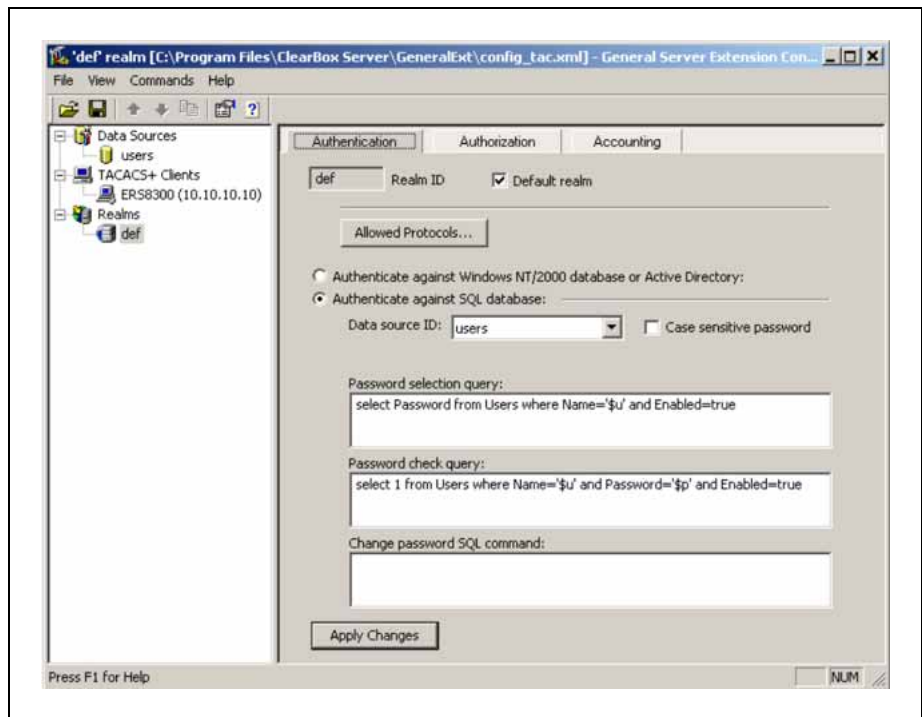 'def' realm [C:\Program Files\ClearBox Server\GeneralExt\config_tac.xml] - General Server Extension Con...
File View Commands Help
Data Sources
users
TACACS+ Clients
ERS8300 (10.10.10.10)
Realms
def
Authentication Authorization Accounting
def Realm ID Default realm
Allowed Protocols...
Authenticate against Windows NT/2000 database or Active Directory:
Authenticate against SQL database:
Data source ID: users Case sensitive password
Password selection query:
select Password from Users where Name='$u' and Enabled=true
Password check query:
select 1 from Users where Name='$u' and Password='$p' and Enabled=true
Change password SQL command:
Apply Changes
Press F1 for Help NUM